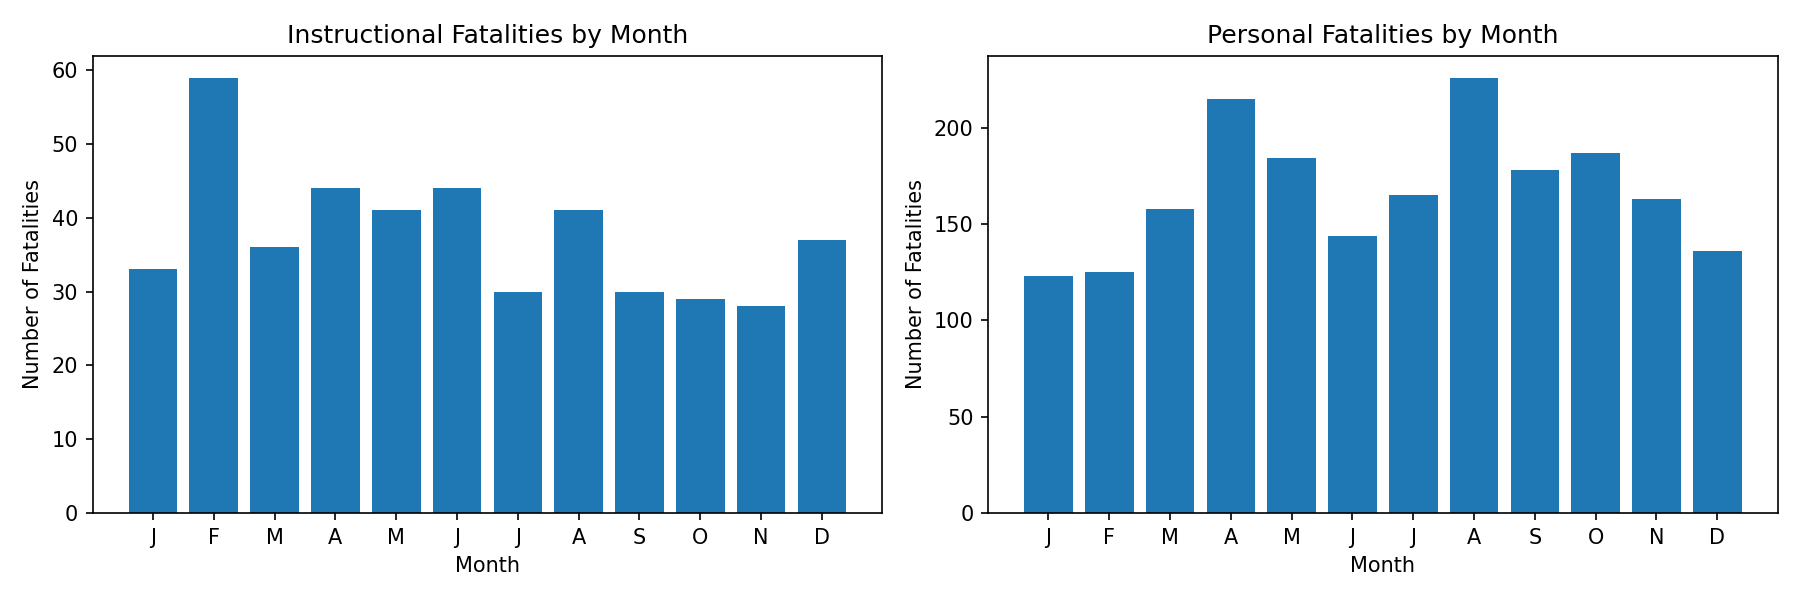 Instructional Fatalities by Month
Number of Fatalities
60
50
40
30
20
10
0
J F M A M J J A S O N D
Month
Personal Fatalities by Month
Number of Fatalities
200
150
100
50
0
J F M A M J J A S O N D
Month